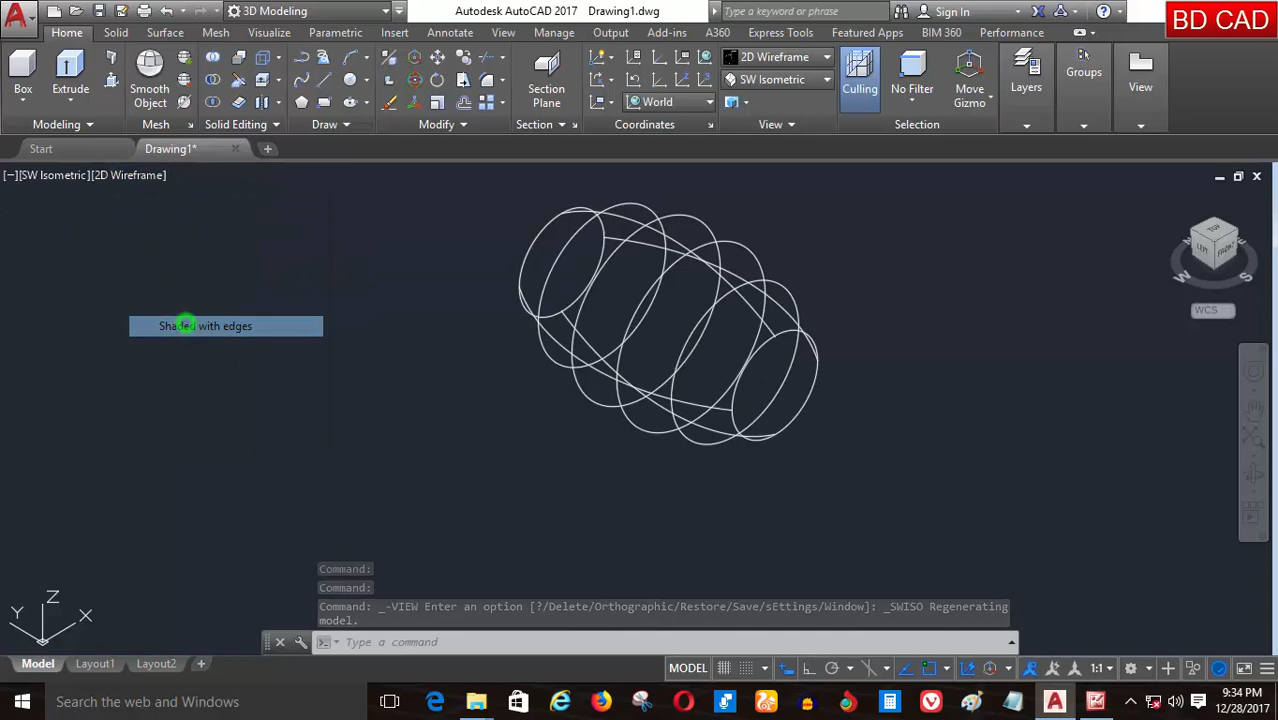 3D Modeling
Autodesk AutoCAD 2017 Drawing1.dwg
Type a keyword or phrase
Sign In
BD CAD
Home Solid Surface Mesh Visualize Parametric Insert Annotate View Manage Output Add-ins A360 Express Tools Featured Apps BIM 360 Performance
Box
Extrude
Smooth
Object
Section
Plane
2D Wireframe
SW Isometric
World
Culling
No Filter
Move
Gizmo
Layers
Groups
View
Modeling
Mesh
Solid Editing
Draw
Modify
Section
Coordinates
View
Selection
Start
Drawing1*
[−][SW Isometric][2D Wireframe]
TOP
LEFT
FRONT
W
S
WCS
Shaded with edges
Z
Y
X
Command:
Command:
Command: _-VIEW Enter an option [?/Delete/Orthographic/Restore/Save/sEttings/Window]: _SWISO Regenerating
model.
Type a command
Model Layout1 Layout2
MODEL
1:1
Search the web and Windows
9:34 PM
12/28/2017